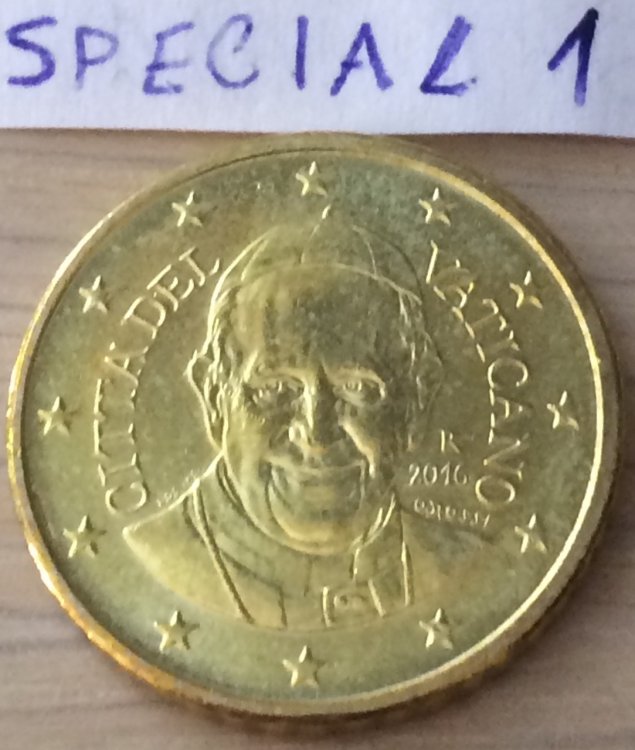 SPECIAL 1
CITTA DEL VATICANO
R
2016